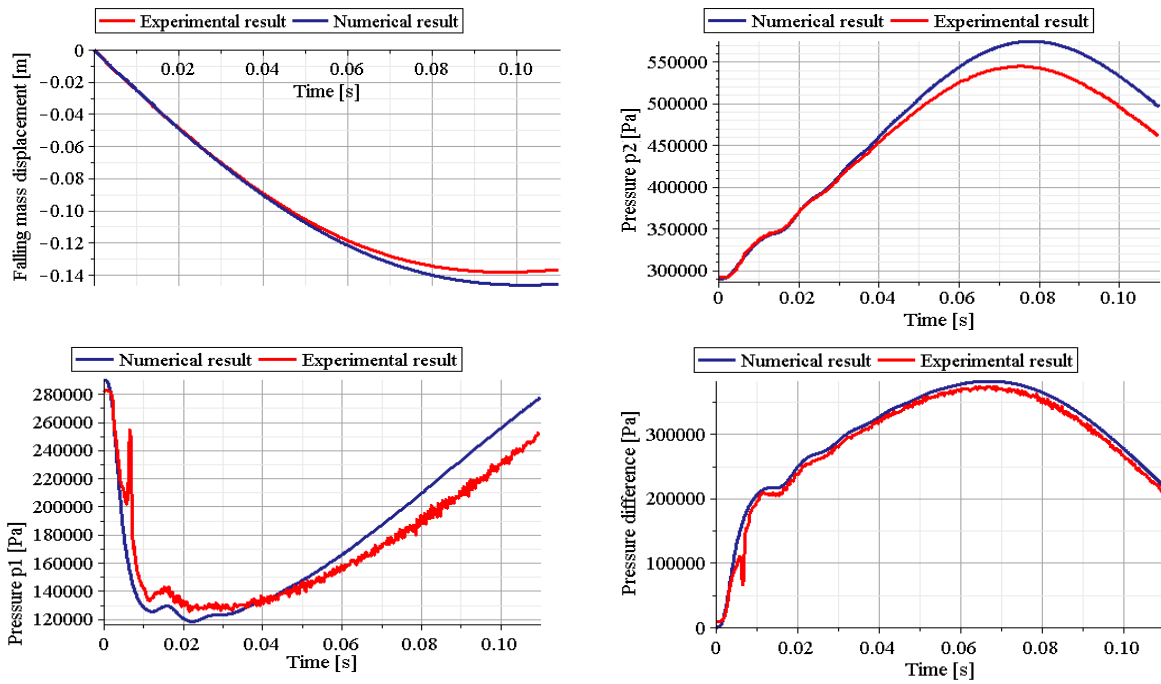 Experimental result Numerical result
0
0.02 0.04 0.06 0.08 0.10
Time [s]
−0.02
−0.04
−0.06
−0.08
−0.10
−0.12
−0.14
Falling mass displacement [m]
Numerical result Experimental result
550000
500000
450000
400000
350000
300000
Pressure p2 [Pa]
0 0.02 0.04 0.06 0.08 0.10
Time [s]
Numerical result Experimental result
280000
260000
240000
220000
200000
180000
160000
140000
120000
Pressure p1 [Pa]
0 0.02 0.04 0.06 0.08 0.10
Time [s]
Numerical result Experimental result
300000
200000
100000
0
Pressure difference [Pa]
0 0.02 0.04 0.06 0.08 0.10
Time [s]